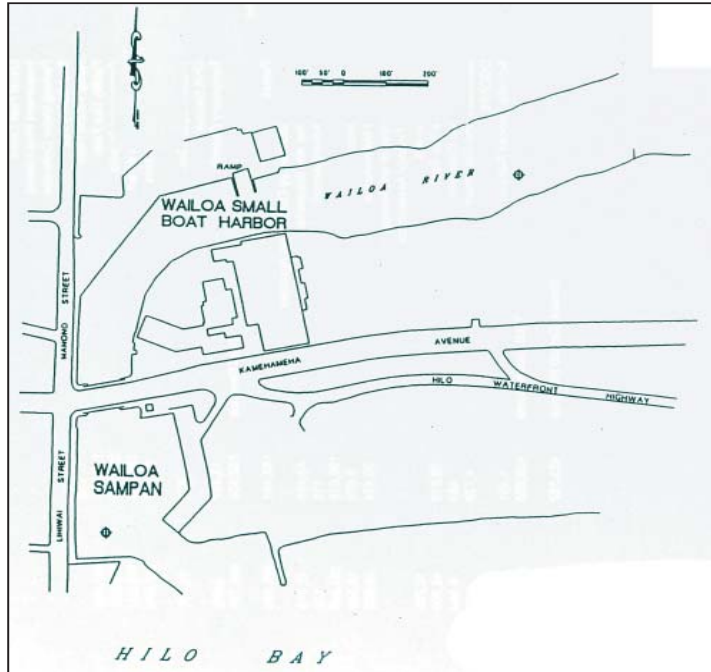 100' 50' 0 100' 200'
RAMP
WAILOA RIVER
WAILOA SMALL
BOAT HARBOR
MAMONO STREET
KAMEHAMEHA AVENUE
HILO WATERFRONT HIGHWAY
WAILOA
SAMPAN
LIHIWAI STREET
HILO BAY